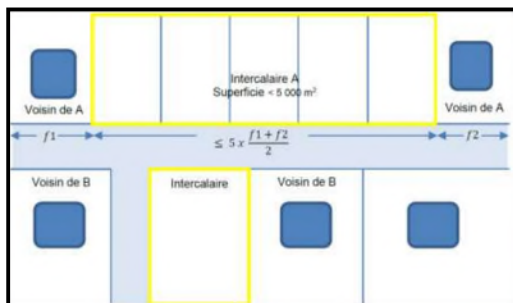 Intercalaire A
Superficie < 5 000 m²
Voisin de A
Voisin de A
f1
f2
≤ 5 x (f1 + f2)/2
Voisin de B
Intercalaire
Voisin de B